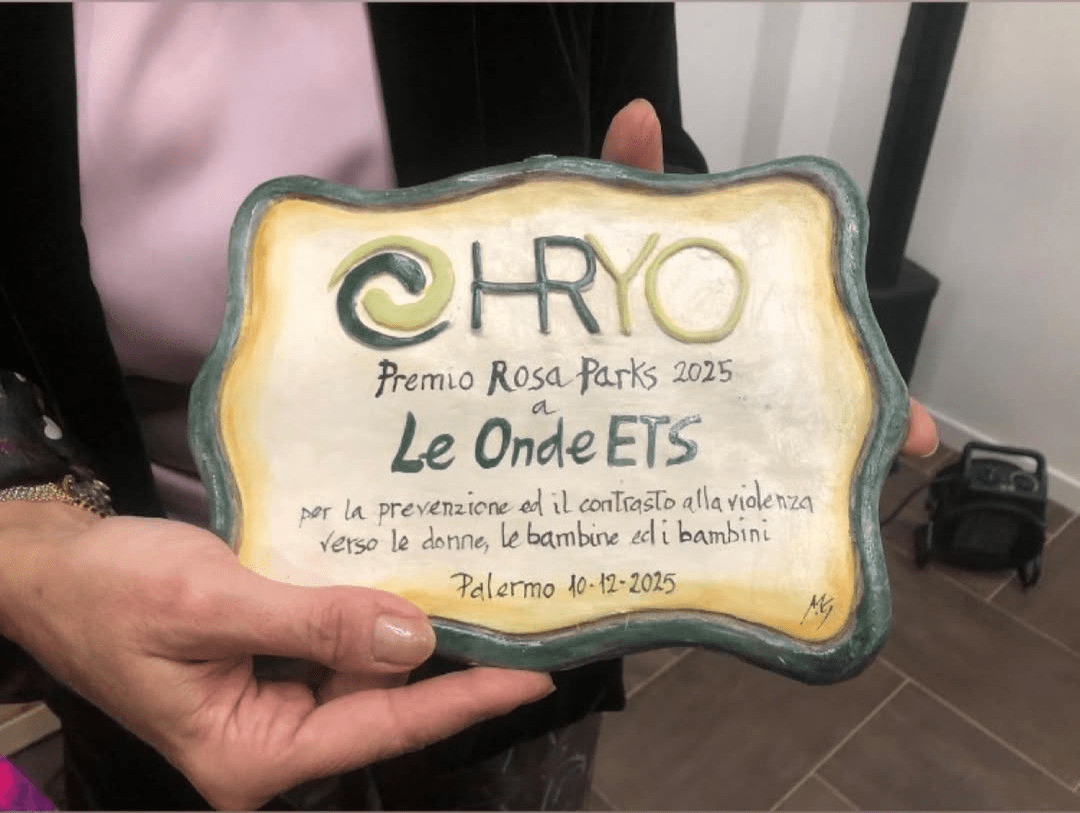 HRYO
Premio Rosa Parks 2025
a
Le Onde ETS
per la prevenzione ed il contrasto alla violenza
verso le donne, le bambine ed i bambini
Palermo 10-12-2025
MG